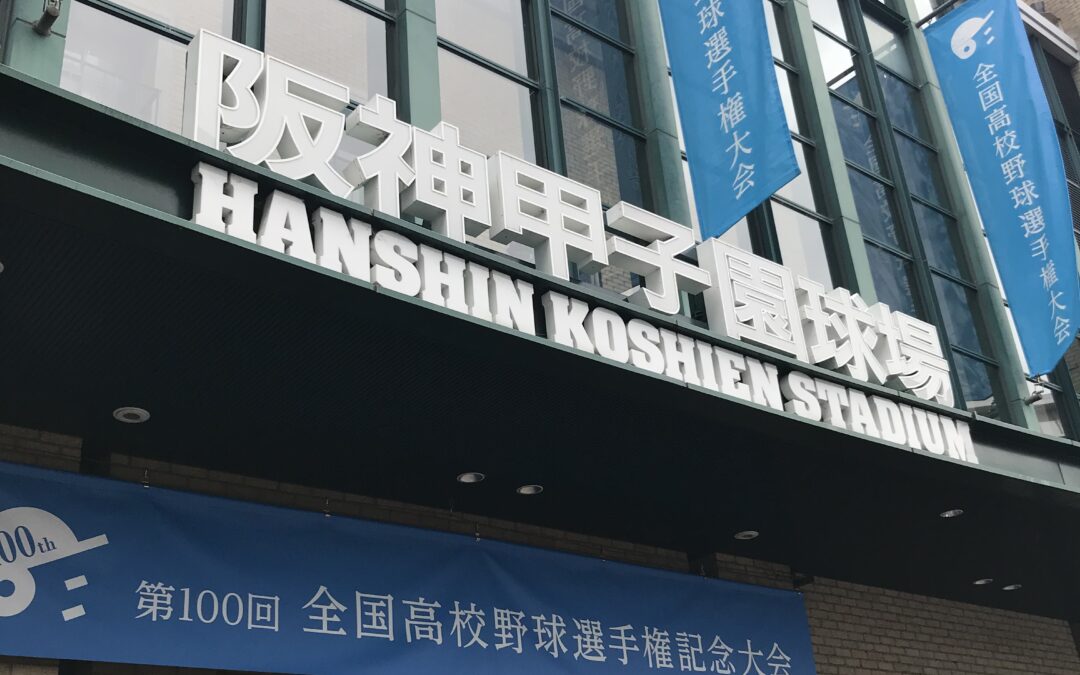 阪神甲子園球場
HANSHIN KOSHIEN STADIUM
球選手権大会
全国高校野球選手権大会
00th
第100回 全国高校野球選手権記念大会